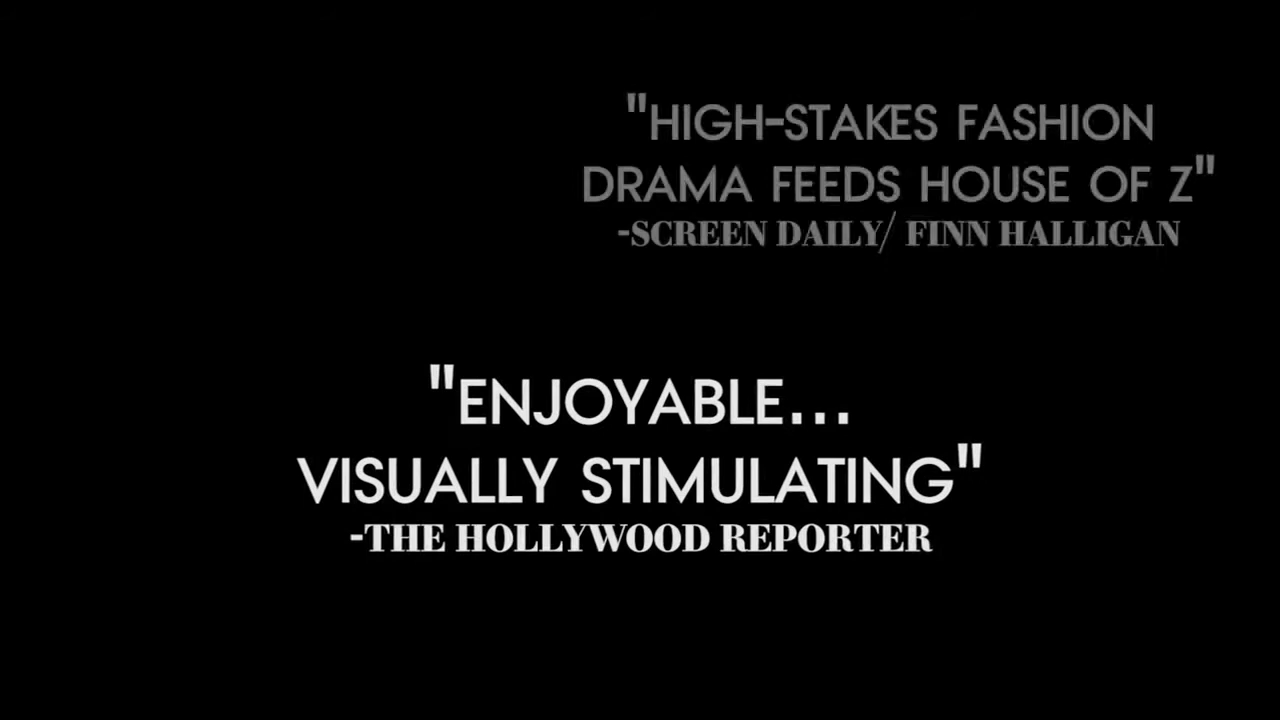 "HIGH-STAKES FASHION
DRAMA FEEDS HOUSE OF Z"
-SCREEN DAILY/ FINN HALLIGAN
"ENJOYABLE...
VISUALLY STIMULATING"
-THE HOLLYWOOD REPORTER